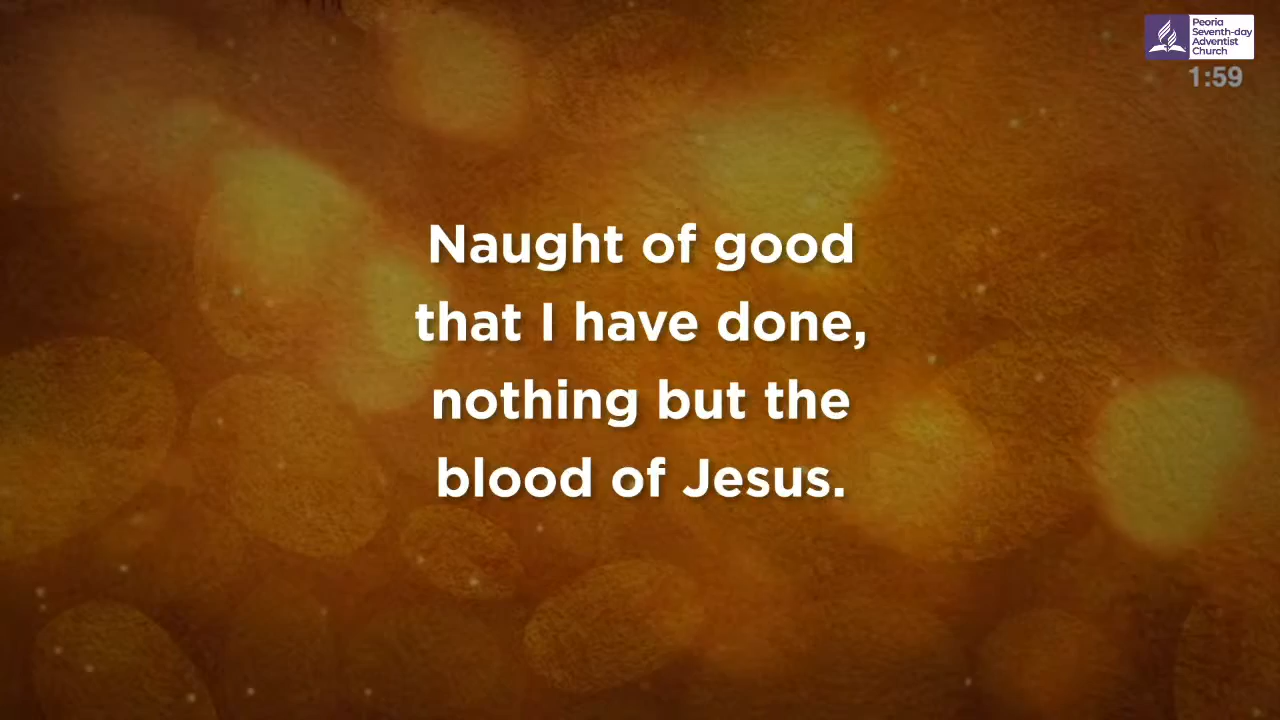 Peoria
Seventh-day
Adventist
Church
1:59
Naught of good
that I have done,
nothing but the
blood of Jesus.